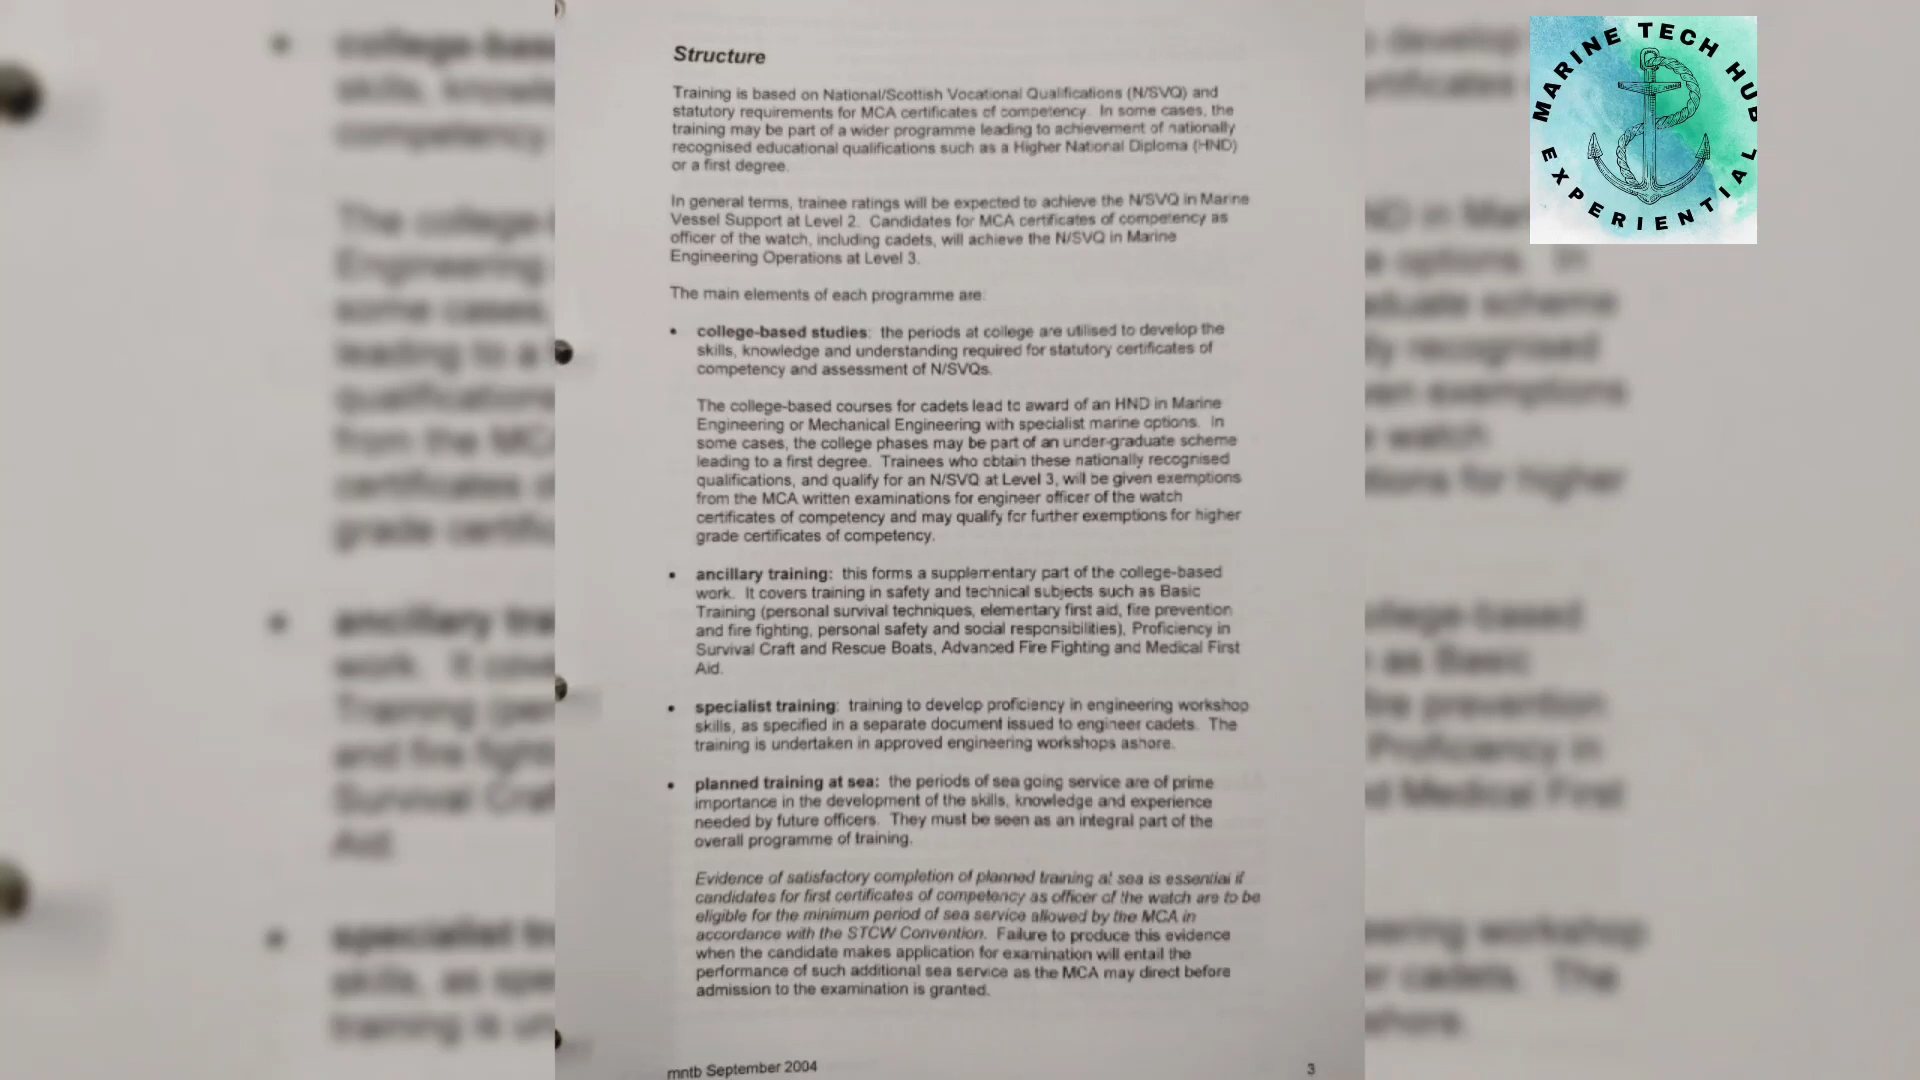 Structure
Training is based on National/Scottish Vocational Qualifications (N/SVQ) and
statutory requirements for MCA certificates of competency. In some cases, the
training may be part of a wider programme leading to achievement of nationally
recognised educational qualifications such as a Higher National Diploma (HND)
or a first degree.
In general terms, trainee ratings will be expected to achieve the N/SVQ in Marine
Vessel Support at Level 2. Candidates for MCA certificates of competency as
officer of the watch, including cadets, will achieve the N/SVQ in Marine
Engineering Operations at Level 3.
The main elements of each programme are:
• college-based studies: the periods at college are utilised to develop the
skills, knowledge and understanding required for statutory certificates of
competency and assessment of N/SVQs.
The college-based courses for cadets lead to award of an HND in Marine
Engineering or Mechanical Engineering with specialist marine options. In
some cases, the college phases may be part of an under-graduate scheme
leading to a first degree. Trainees who obtain these nationally recognised
qualifications, and qualify for an N/SVQ at Level 3, will be given exemptions
from the MCA written examinations for engineer officer of the watch
certificates of competency and may qualify for further exemptions for higher
grade certificates of competency.
• ancillary training: this forms a supplementary part of the college-based
work. It covers training in safety and technical subjects such as Basic
Training (personal survival techniques, elementary first aid, fire prevention
and fire fighting, personal safety and social responsibilities), Proficiency in
Survival Craft and Rescue Boats, Advanced Fire Fighting and Medical First
Aid.
• specialist training: training to develop proficiency in engineering workshop
skills, as specified in a separate document issued to engineer cadets. The
training is undertaken in approved engineering workshops ashore.
• planned training at sea: the periods of sea going service are of prime
importance in the development of the skills, knowledge and experience
needed by future officers. They must be seen as an integral part of the
overall programme of training.
Evidence of satisfactory completion of planned training at sea is essential if
candidates for first certificates of competency as officer of the watch are to be
eligible for the minimum period of sea service allowed by the MCA in
accordance with the STCW Convention. Failure to produce this evidence
when the candidate makes application for examination will entail the
performance of such additional sea service as the MCA may direct before
admission to the examination is granted.
mntb September 2004 3
MARINE TECH HUB
EXPERIENTIAL